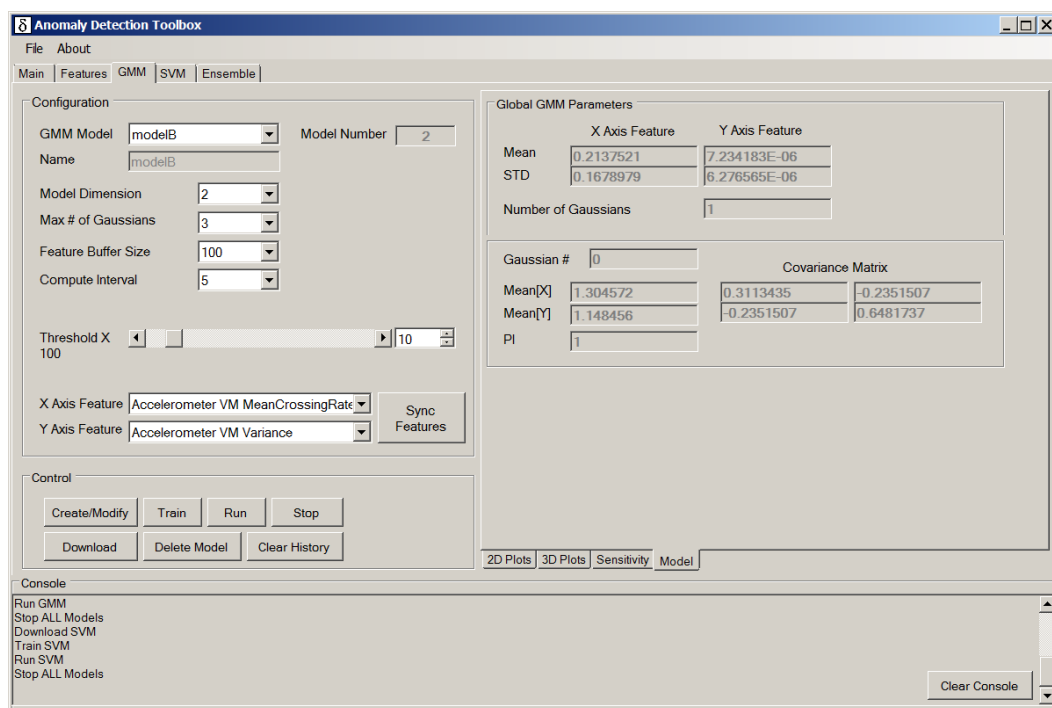 δ Anomaly Detection Toolbox
File About
Main Features GMM SVM Ensemble
Configuration
GMM Model modelB Model Number 2
Name modelB
Model Dimension 2
Max # of Gaussians 3
Feature Buffer Size 100
Compute Interval 5
Threshold X 100 10
X Axis Feature Accelerometer VM MeanCrossingRate
Y Axis Feature Accelerometer VM Variance
Sync Features
Control
Create/Modify Train Run Stop
Download Delete Model Clear History
Global GMM Parameters
X Axis Feature Y Axis Feature
Mean 0.2137521 7.234183E-06
STD 0.1678979 6.276565E-06
Number of Gaussians 1
Gaussian # 0
Covariance Matrix
Mean[X] 1.304572 0.3113435 -0.2351507
Mean[Y] 1.148456 -0.2351507 0.6481737
PI 1
2D Plots 3D Plots Sensitivity Model
Console
Run GMM
Stop ALL Models
Download SVM
Train SVM
Run SVM
Stop ALL Models
Clear Console